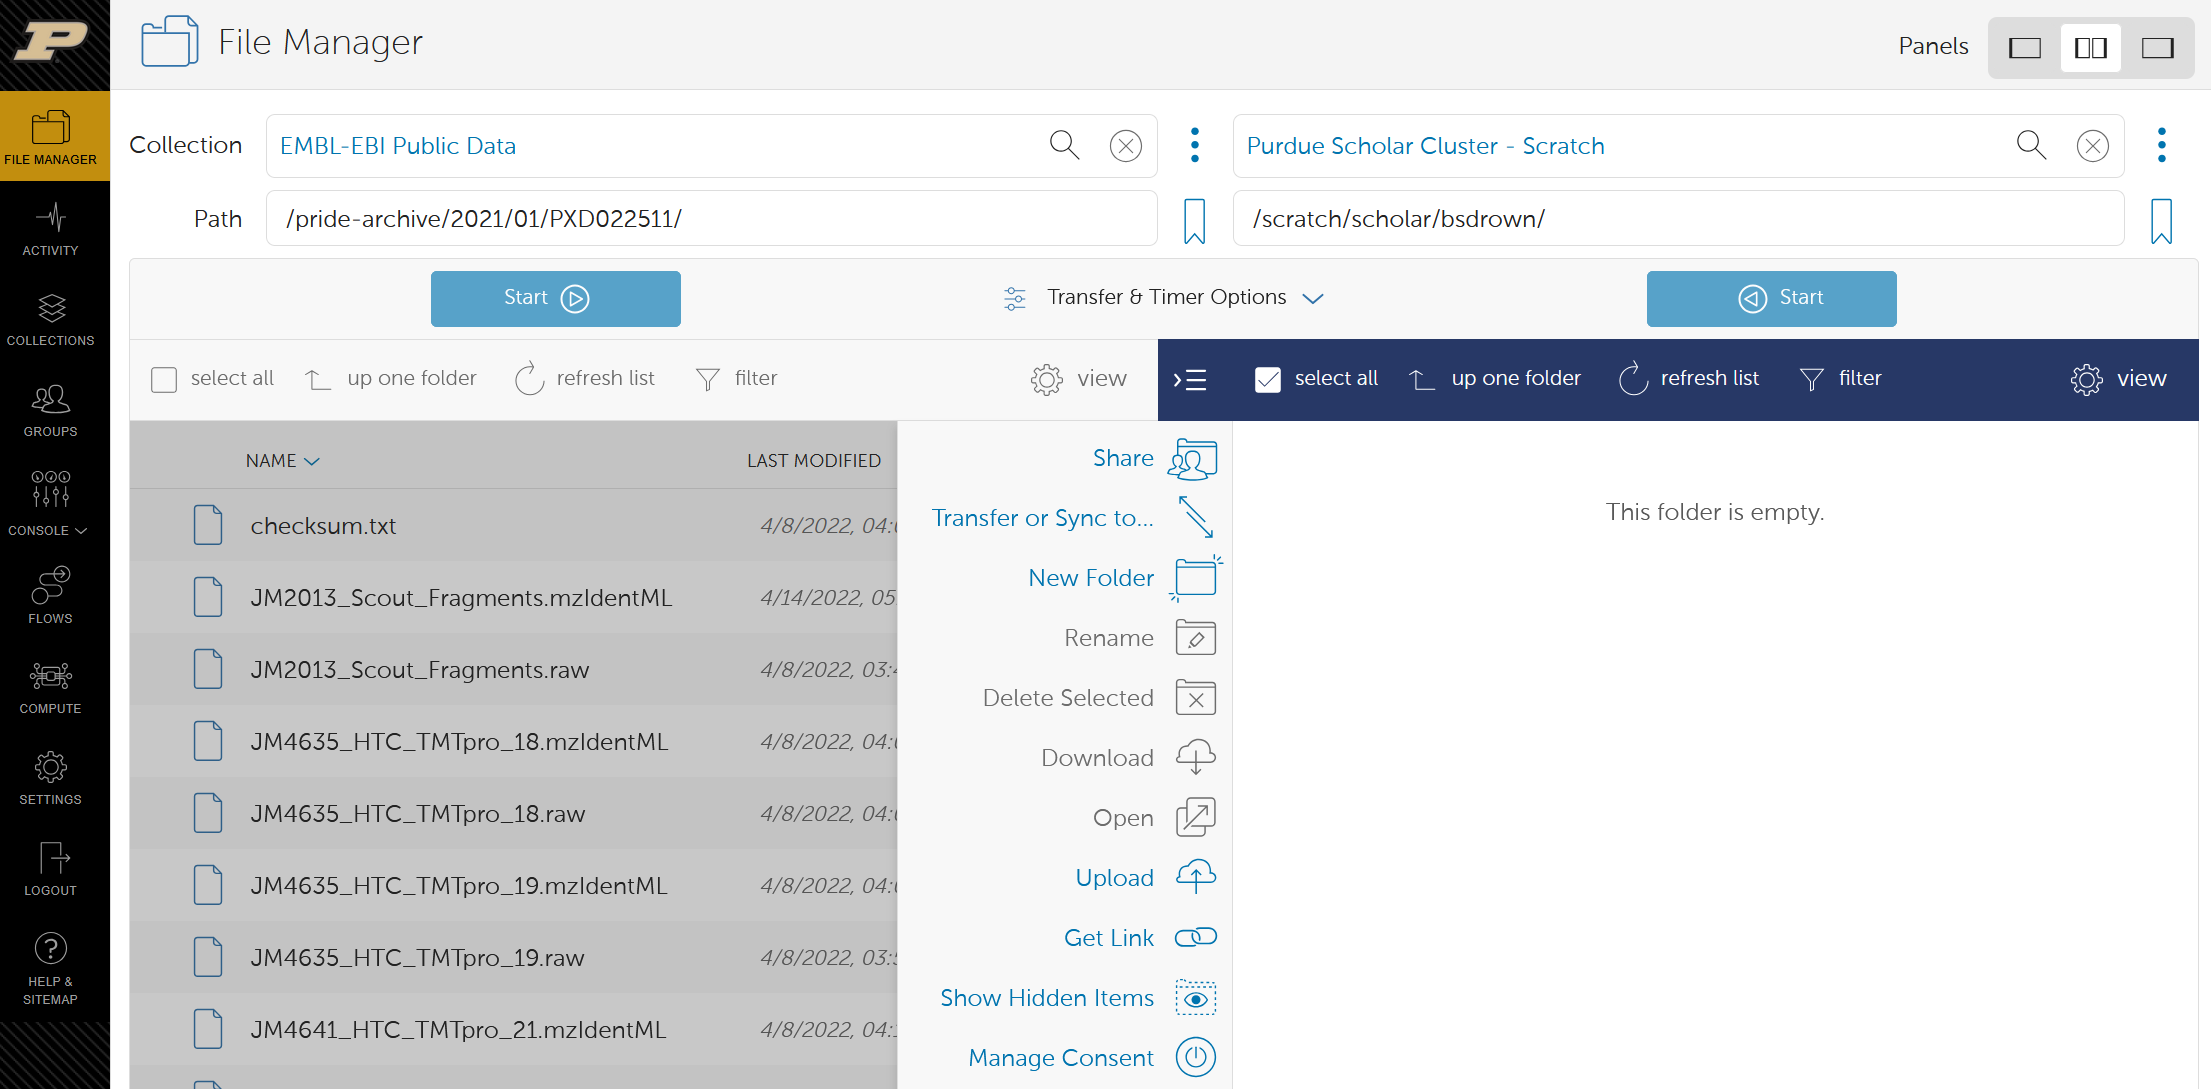 P
File Manager
Panels
FILE MANAGER
ACTIVITY
COLLECTIONS
GROUPS
CONSOLE
FLOWS
COMPUTE
SETTINGS
LOGOUT
HELP &
SITEMAP
Collection
EMBL-EBI Public Data
Purdue Scholar Cluster - Scratch
Path
/pride-archive/2021/01/PXD022511/
/scratch/scholar/bsdrown/
Start
Transfer & Timer Options
Start
select all
up one folder
refresh list
filter
view
select all
up one folder
refresh list
filter
view
NAME
LAST MODIFIED
checksum.txt
4/8/2022, 04:
JM2013_Scout_Fragments.mzIdentML
4/14/2022, 05
JM2013_Scout_Fragments.raw
4/8/2022, 03:
JM4635_HTC_TMTpro_18.mzIdentML
4/8/2022, 04:
JM4635_HTC_TMTpro_18.raw
4/8/2022, 04:
JM4635_HTC_TMTpro_19.mzIdentML
4/8/2022, 04:
JM4635_HTC_TMTpro_19.raw
4/8/2022, 03:
JM4641_HTC_TMTpro_21.mzIdentML
4/8/2022, 04:
Share
Transfer or Sync to...
New Folder
Rename
Delete Selected
Download
Open
Upload
Get Link
Show Hidden Items
Manage Consent
This folder is empty.